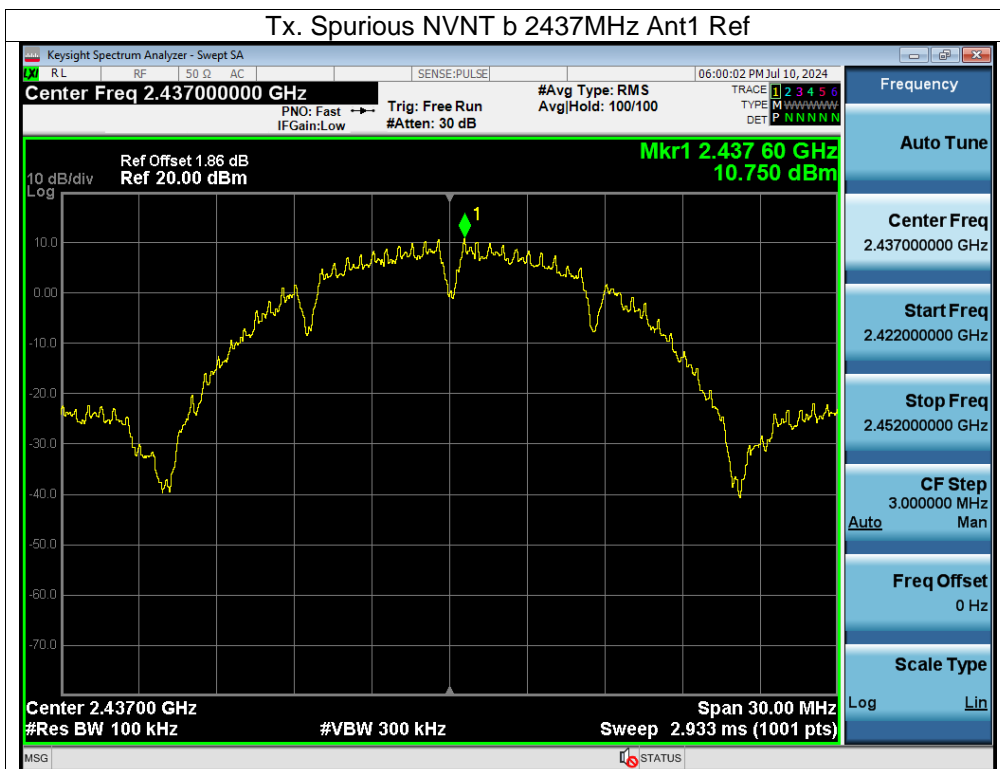 Tx. Spurious NVNT b 2437MHz Ant1 Ref
Keysight Spectrum Analyzer - Swept SA
LXI RL RF 50 Ω AC SENSE:PULSE 06:00:02 PM Jul 10, 2024
Center Freq 2.437000000 GHz
PNO: Fast
IFGain:Low
Trig: Free Run
#Atten: 30 dB
#Avg Type: RMS
Avg|Hold: 100/100
TRACE 1 2 3 4 5 6
TYPE M WWWWW
DET P N N N N N
Mkr1 2.437 60 GHz
10.750 dBm
Ref Offset 1.86 dB
10 dB/div Ref 20.00 dBm
Log
1
10.0
0.00
-10.0
-20.0
-30.0
-40.0
-50.0
-60.0
-70.0
Center 2.43700 GHz Span 30.00 MHz
#Res BW 100 kHz #VBW 300 kHz Sweep 2.933 ms (1001 pts)
MSG STATUS
Frequency
Auto Tune
Center Freq
2.437000000 GHz
Start Freq
2.422000000 GHz
Stop Freq
2.452000000 GHz
CF Step
3.000000 MHz
Auto Man
Freq Offset
0 Hz
Scale Type
Log Lin